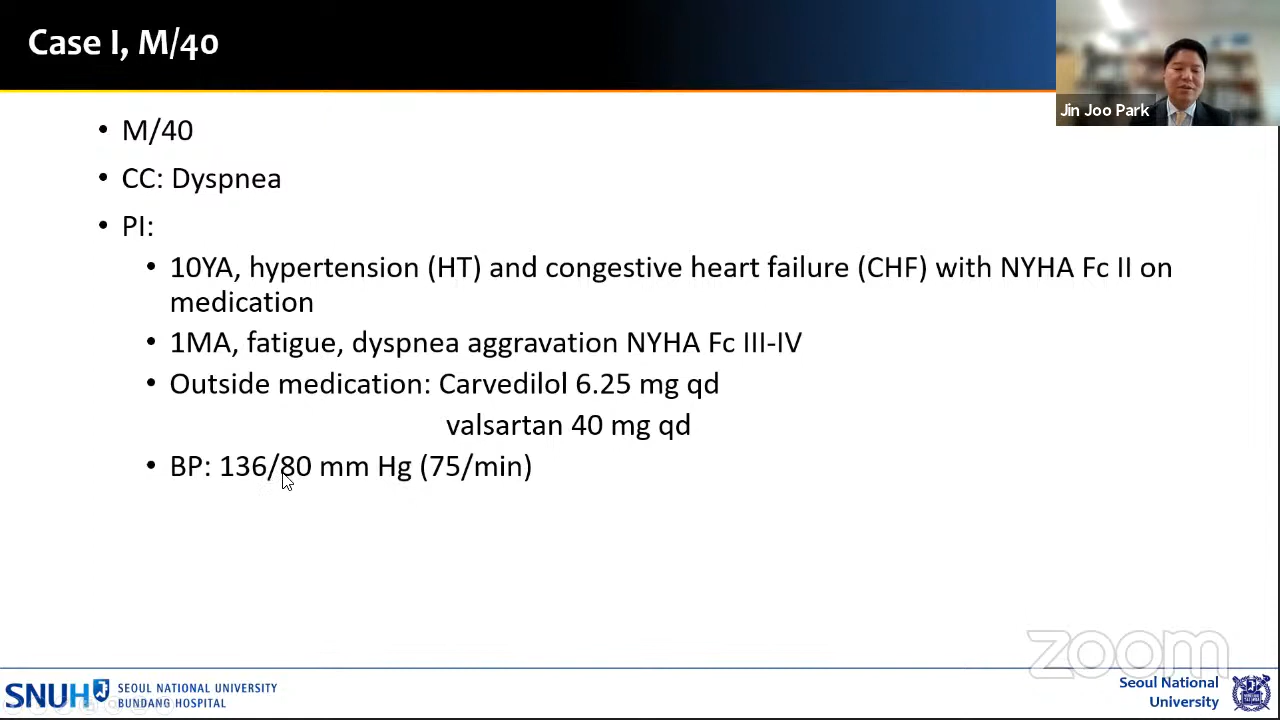 Case I, M/40
Jin Joo Park
• M/40
• CC: Dyspnea
• PI:
• 10YA, hypertension (HT) and congestive heart failure (CHF) with NYHA Fc II on
medication
• 1MA, fatigue, dyspnea aggravation NYHA Fc III-IV
• Outside medication: Carvedilol 6.25 mg qd
valsartan 40 mg qd
• BP: 136/80 mm Hg (75/min)
zoom
SNUH
SEOUL NATIONAL UNIVERSITY
BUNDANG HOSPITAL
Seoul National
University